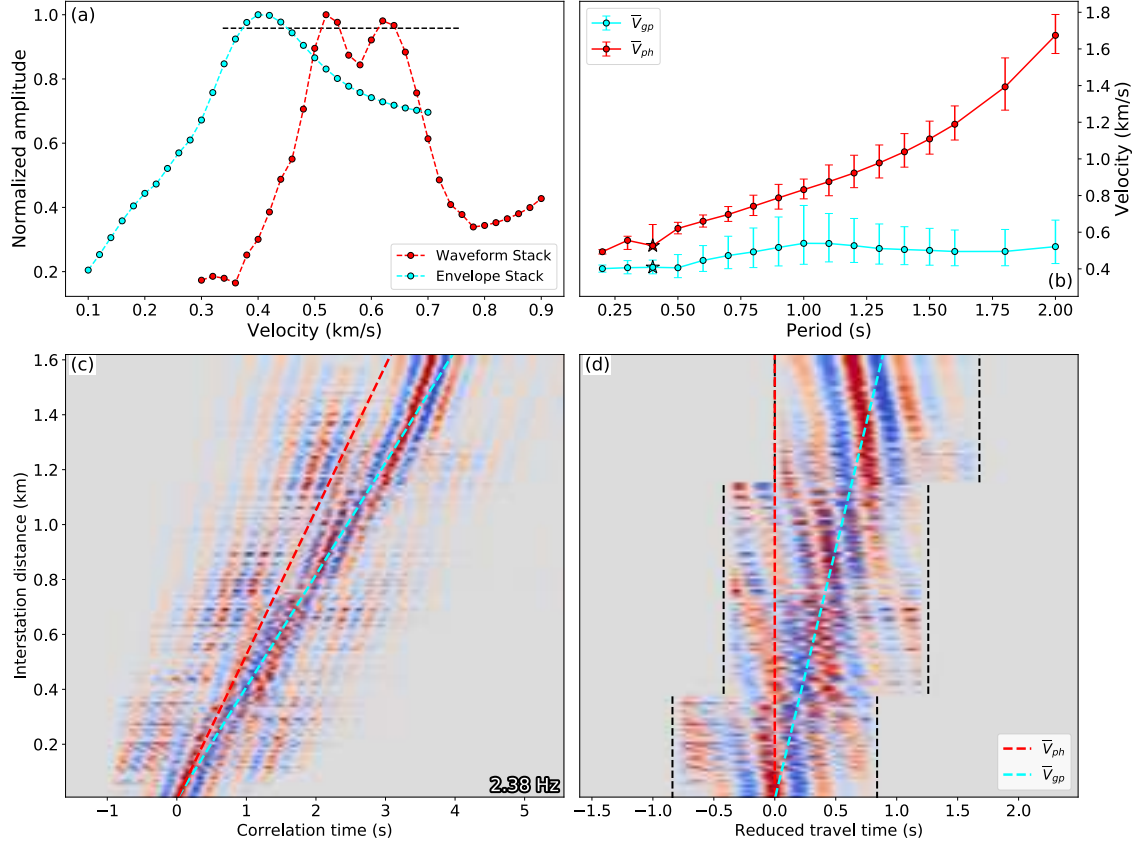 (a)
Normalized amplitude
1.0
0.8
0.6
0.4
0.2
0.1 0.2 0.3 0.4 0.5 0.6 0.7 0.8 0.9
Velocity (km/s)
Waveform Stack
Envelope Stack
V̅gp
V̅ph
1.8
1.6
1.4
1.2
1.0
0.8
0.6
0.4
Velocity (km/s)
(b)
0.25 0.50 0.75 1.00 1.25 1.50 1.75 2.00
Period (s)
(c)
Interstation distance (km)
1.6
1.4
1.2
1.0
0.8
0.6
0.4
0.2
2.38 Hz
−1 0 1 2 3 4 5
Correlation time (s)
(d)
V̅ph
V̅gp
−1.5 −1.0 −0.5 0.0 0.5 1.0 1.5 2.0
Reduced travel time (s)